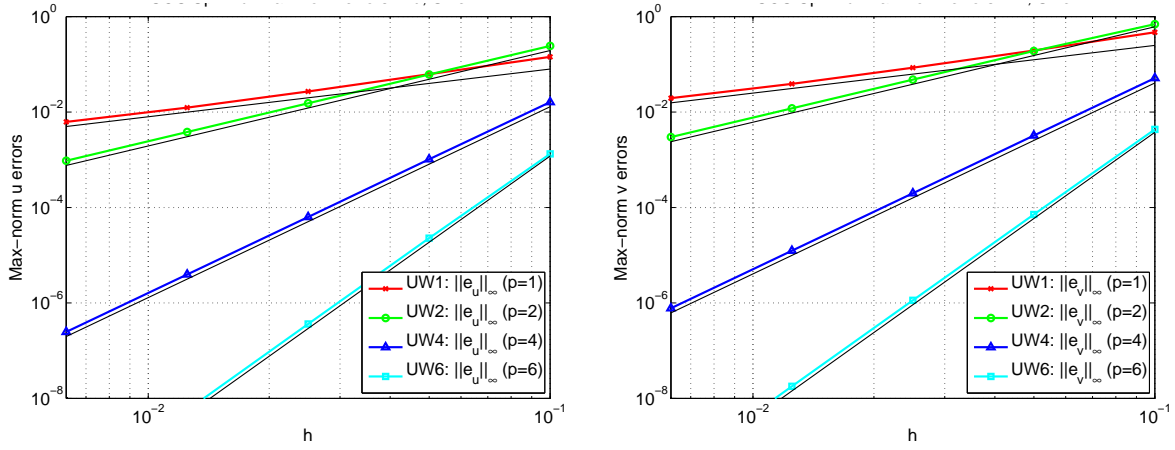 10^0
10^-2
10^-4
10^-6
10^-8
10^-2
10^-1
h
Max-norm u errors
UW1: ||e_u||_∞ (p=1)
UW2: ||e_u||_∞ (p=2)
UW4: ||e_u||_∞ (p=4)
UW6: ||e_u||_∞ (p=6)
10^0
10^-2
10^-4
10^-6
10^-8
10^-2
10^-1
h
Max-norm v errors
UW1: ||e_v||_∞ (p=1)
UW2: ||e_v||_∞ (p=2)
UW4: ||e_v||_∞ (p=4)
UW6: ||e_v||_∞ (p=6)